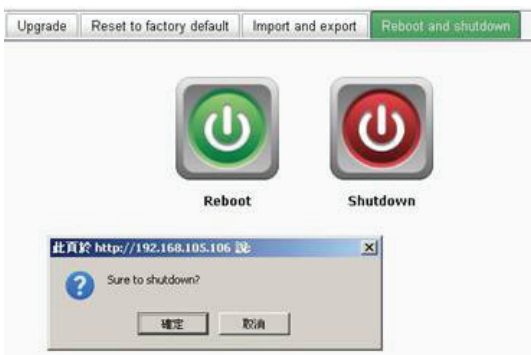 Upgrade Reset to factory default Import and export Reboot and shutdown
Reboot Shutdown
此頁於 http://192.168.105.106 說:
Sure to shutdown?
確定 取消